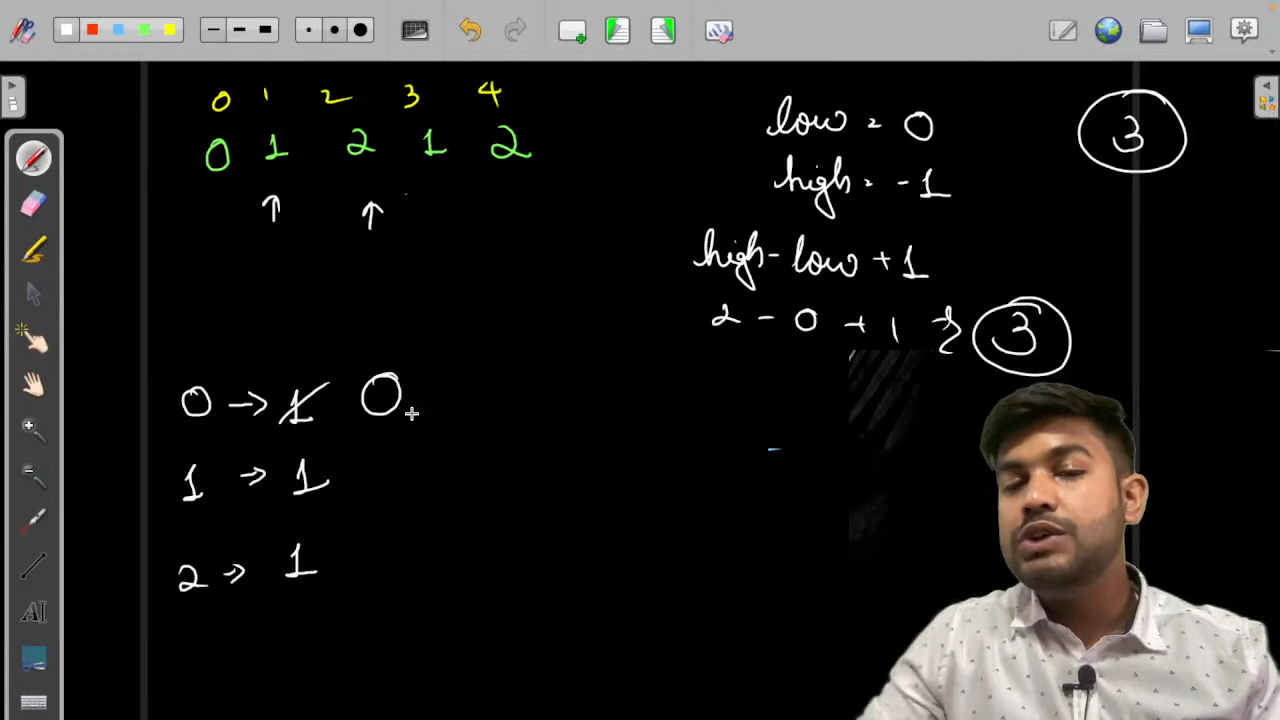 0 1 2 3 4
0 1 2 1 2
low = 0
high = -1
3
high - low + 1
2 - 0 + 1 → 3
0 → 1 0
1 → 1
2 → 1